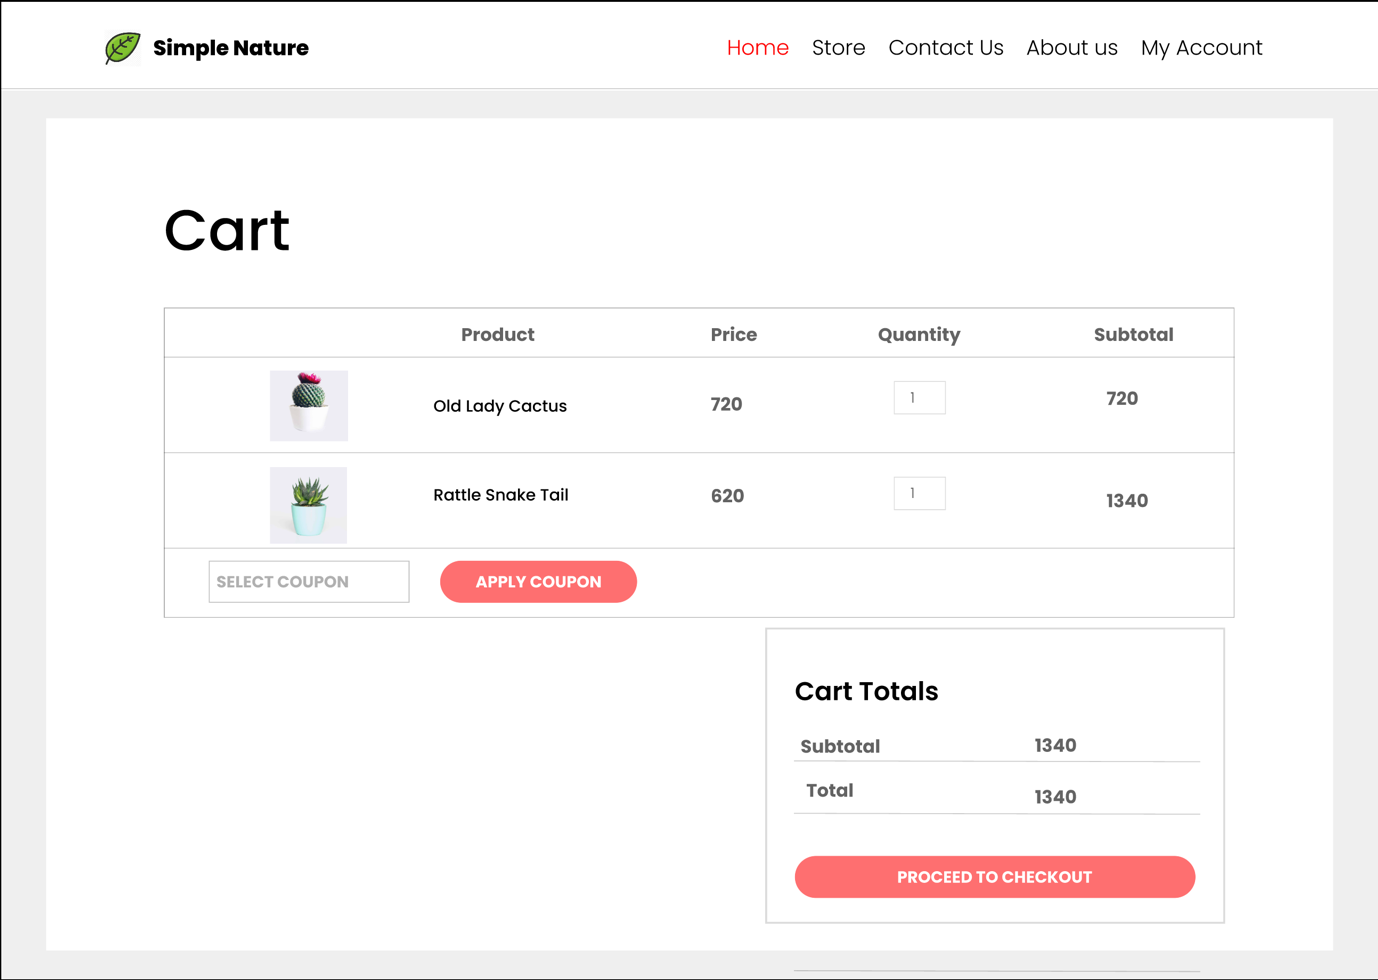 Simple Nature
Home Store Contact Us About us My Account
Cart
Product Price Quantity Subtotal
Old Lady Cactus 720 1 720
Rattle Snake Tail 620 1 1340
SELECT COUPON APPLY COUPON
Cart Totals
Subtotal 1340
Total 1340
PROCEED TO CHECKOUT